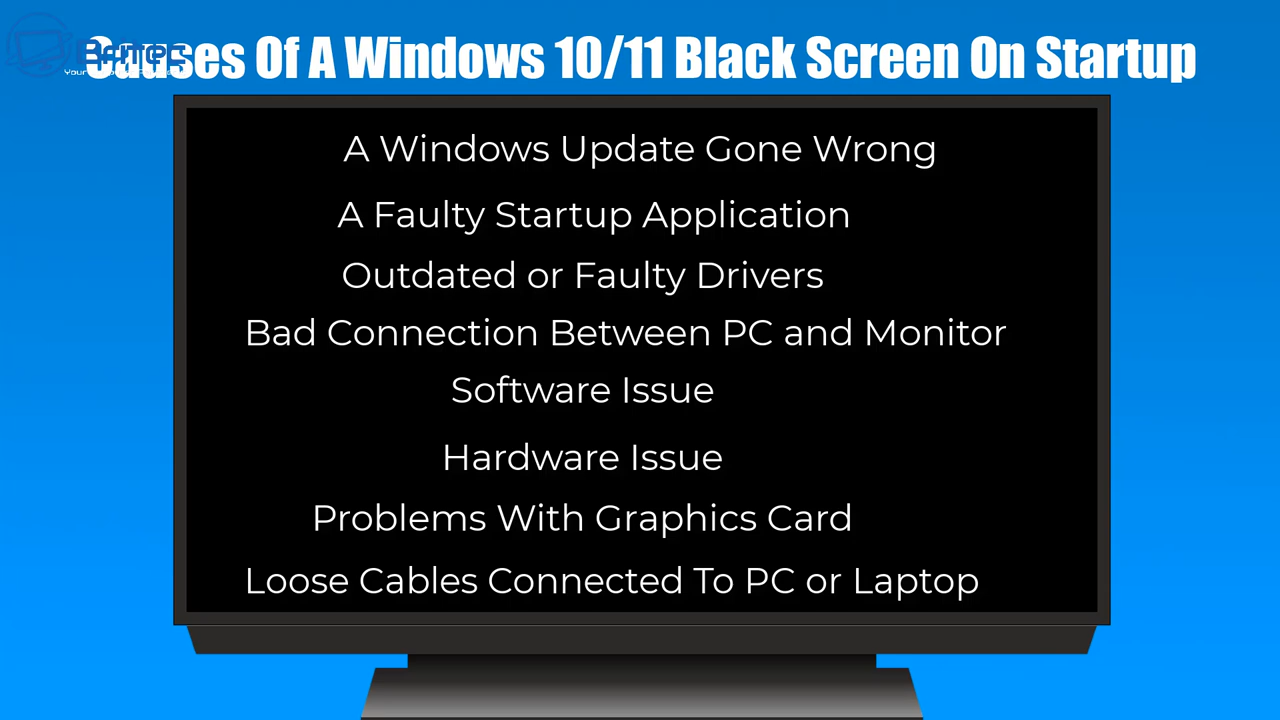 Causes Of A Windows 10/11 Black Screen On Startup
A Windows Update Gone Wrong
A Faulty Startup Application
Outdated or Faulty Drivers
Bad Connection Between PC and Monitor
Software Issue
Hardware Issue
Problems With Graphics Card
Loose Cables Connected To PC or Laptop